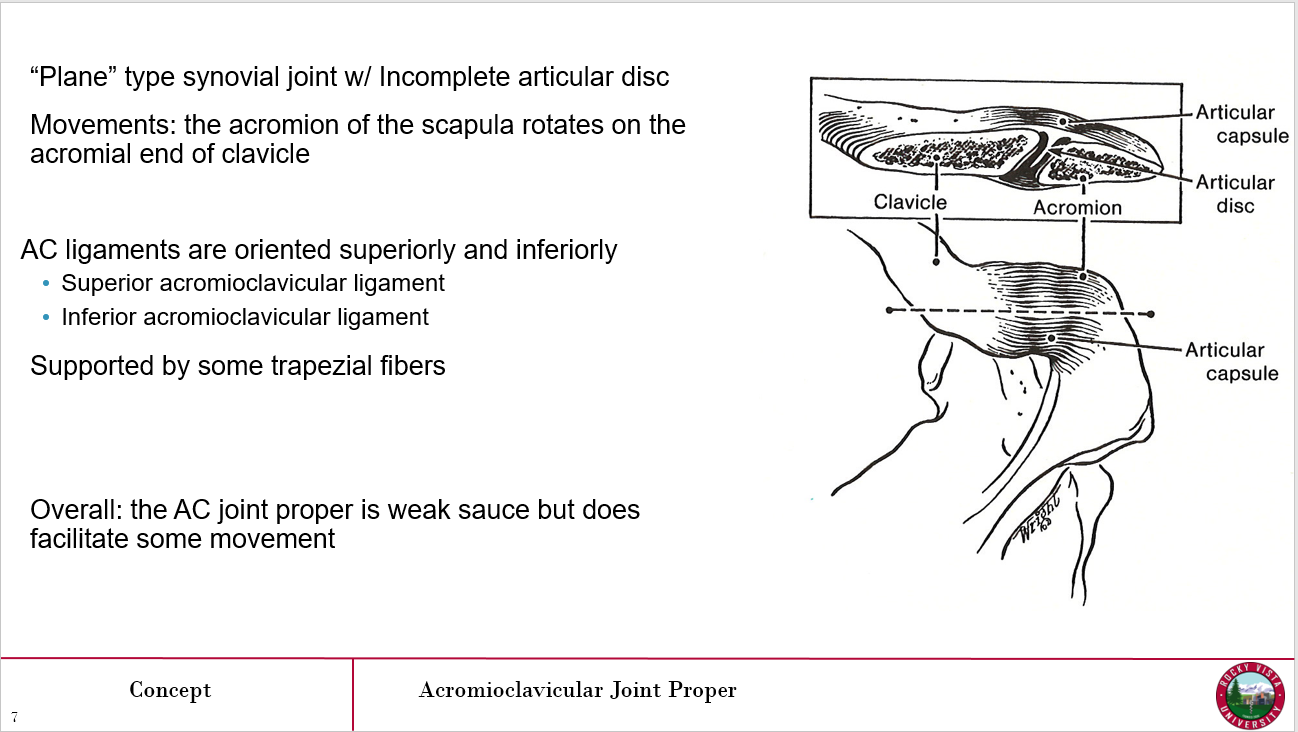 “Plane” type synovial joint w/ Incomplete articular disc
Movements: the acromion of the scapula rotates on the
acromial end of clavicle
AC ligaments are oriented superiorly and inferiorly
• Superior acromioclavicular ligament
• Inferior acromioclavicular ligament
Supported by some trapezial fibers
Overall: the AC joint proper is weak sauce but does
facilitate some movement
Articular
capsule
Articular
disc
Clavicle
Acromion
Articular
capsule
Wright
Concept
Acromioclavicular Joint Proper
7
ROCKY VISTA
UNIVERSITY